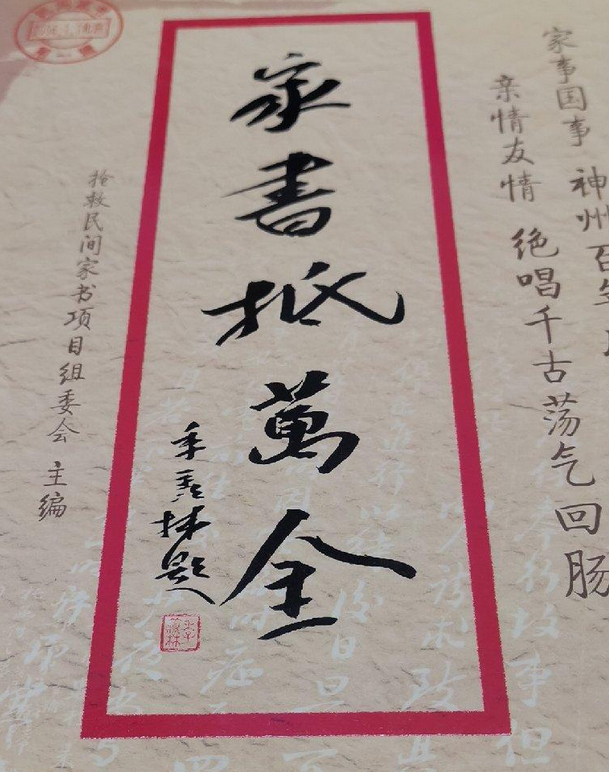 家事国事 神州百
亲情友情 绝唱千古荡气回肠
家書抵萬金
季羡林题
抢救民间家书项目组委会 主编